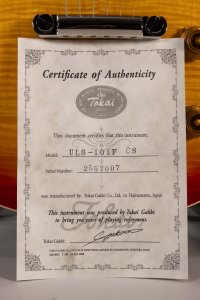 Tokai
Certificate of Authenticity
This document certifies that this instrument,
Model: ULS-101F CS
Serial Number: 2552007
was manufactured by Tokai Gakki Co. Ltd. in Hamamatsu, Japan
This instrument was produced by Tokai Gakki
to bring you years of playing enjoyment.
Tokai Gakki: